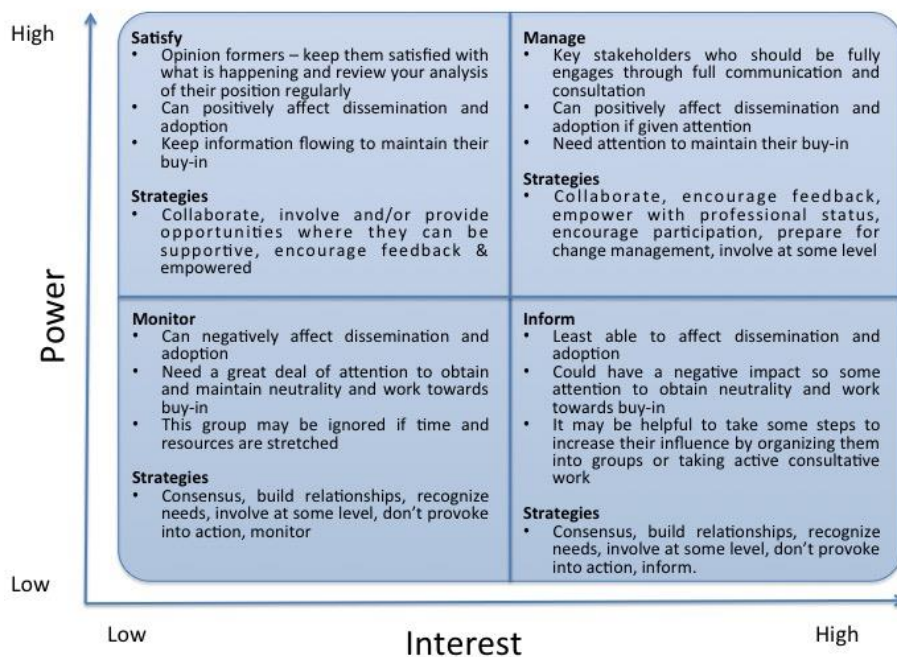 High
Satisfy
• Opinion formers – keep them satisfied with
what is happening and review your analysis
of their position regularly
• Can positively affect dissemination and
adoption
• Keep information flowing to maintain their
buy-in
Strategies
• Collaborate, involve and/or provide
opportunities where they can be
supportive, encourage feedback &
empowered
Manage
• Key stakeholders who should be fully
engages through full communication and
consultation
• Can positively affect dissemination and
adoption if given attention
• Need attention to maintain their buy-in
Strategies
• Collaborate, encourage feedback,
empower with professional status,
encourage participation, prepare for
change management, involve at some level
Power
Monitor
• Can negatively affect dissemination and
adoption
• Need a great deal of attention to obtain
and maintain neutrality and work towards
buy-in
• This group may be ignored if time and
resources are stretched
Strategies
• Consensus, build relationships, recognize
needs, involve at some level, don't provoke
into action, monitor
Inform
• Least able to affect dissemination and
adoption
• Could have a negative impact so some
attention to obtain neutrality and work
towards buy-in
• It may be helpful to take some steps to
increase their influence by organizing them
into groups or taking active consultative
work
Strategies
• Consensus, build relationships, recognize
needs, involve at some level, don't provoke
into action, inform.
Low
Low
Interest
High